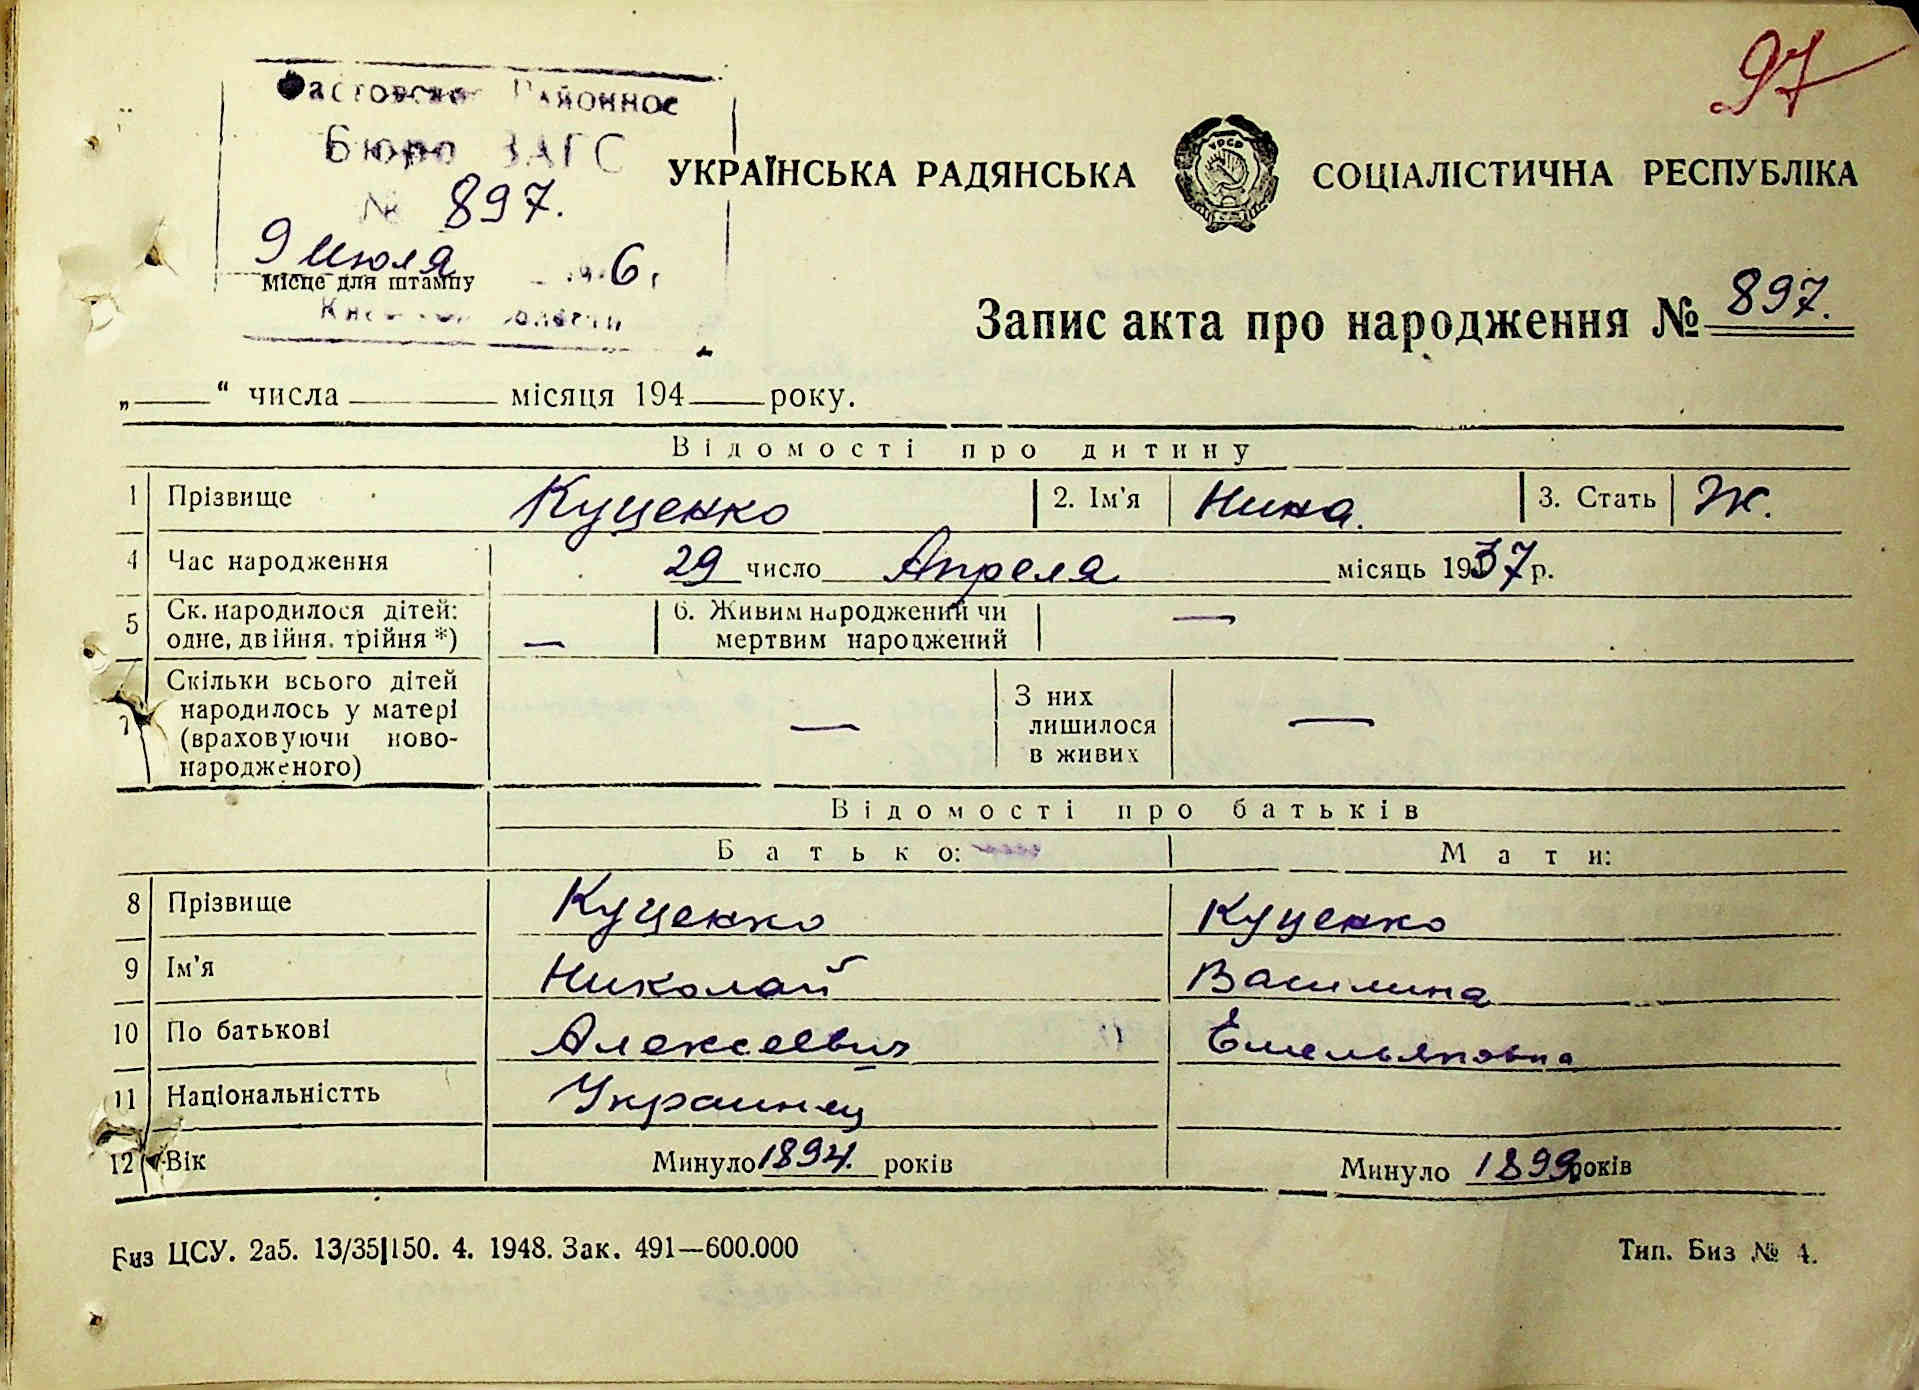 97
Фастовское Районное
Бюро ЗАГС
№ 897.
9 Июля 6 г
Місце для штампу
області
УКРАЇНСЬКА РАДЯНСЬКА СОЦІАЛІСТИЧНА РЕСПУБЛІКА
УРСР
Запис акта про народження № 897.
„ “ числа місяця 194 року.
Відомості про дитину
1 Прізвище Куценко 2. Ім'я Нина. 3. Стать Ж.
4 Час народження 29 число Апреля місяць 1937 р.
5 Ск. народилося дітей: одне, двійня, трійня *) — 6. Живим народжений чи мертвим народжений —
7 Скільки всього дітей народилось у матері (враховуючи ново-народженого) — З них лишилося в живих —
Відомості про батьків
Батько: Мати:
8 Прізвище Куценко Куценко
9 Ім'я Николай Василина
10 По батькові Алексеевич Емельяновна
11 Національністть Украинец
12 Вік Минуло 1894. років Минуло 1899. років
Биз ЦСУ. 2а5. 13/35|150. 4. 1948. Зак. 491—600.000 Тип. Биз № 4.